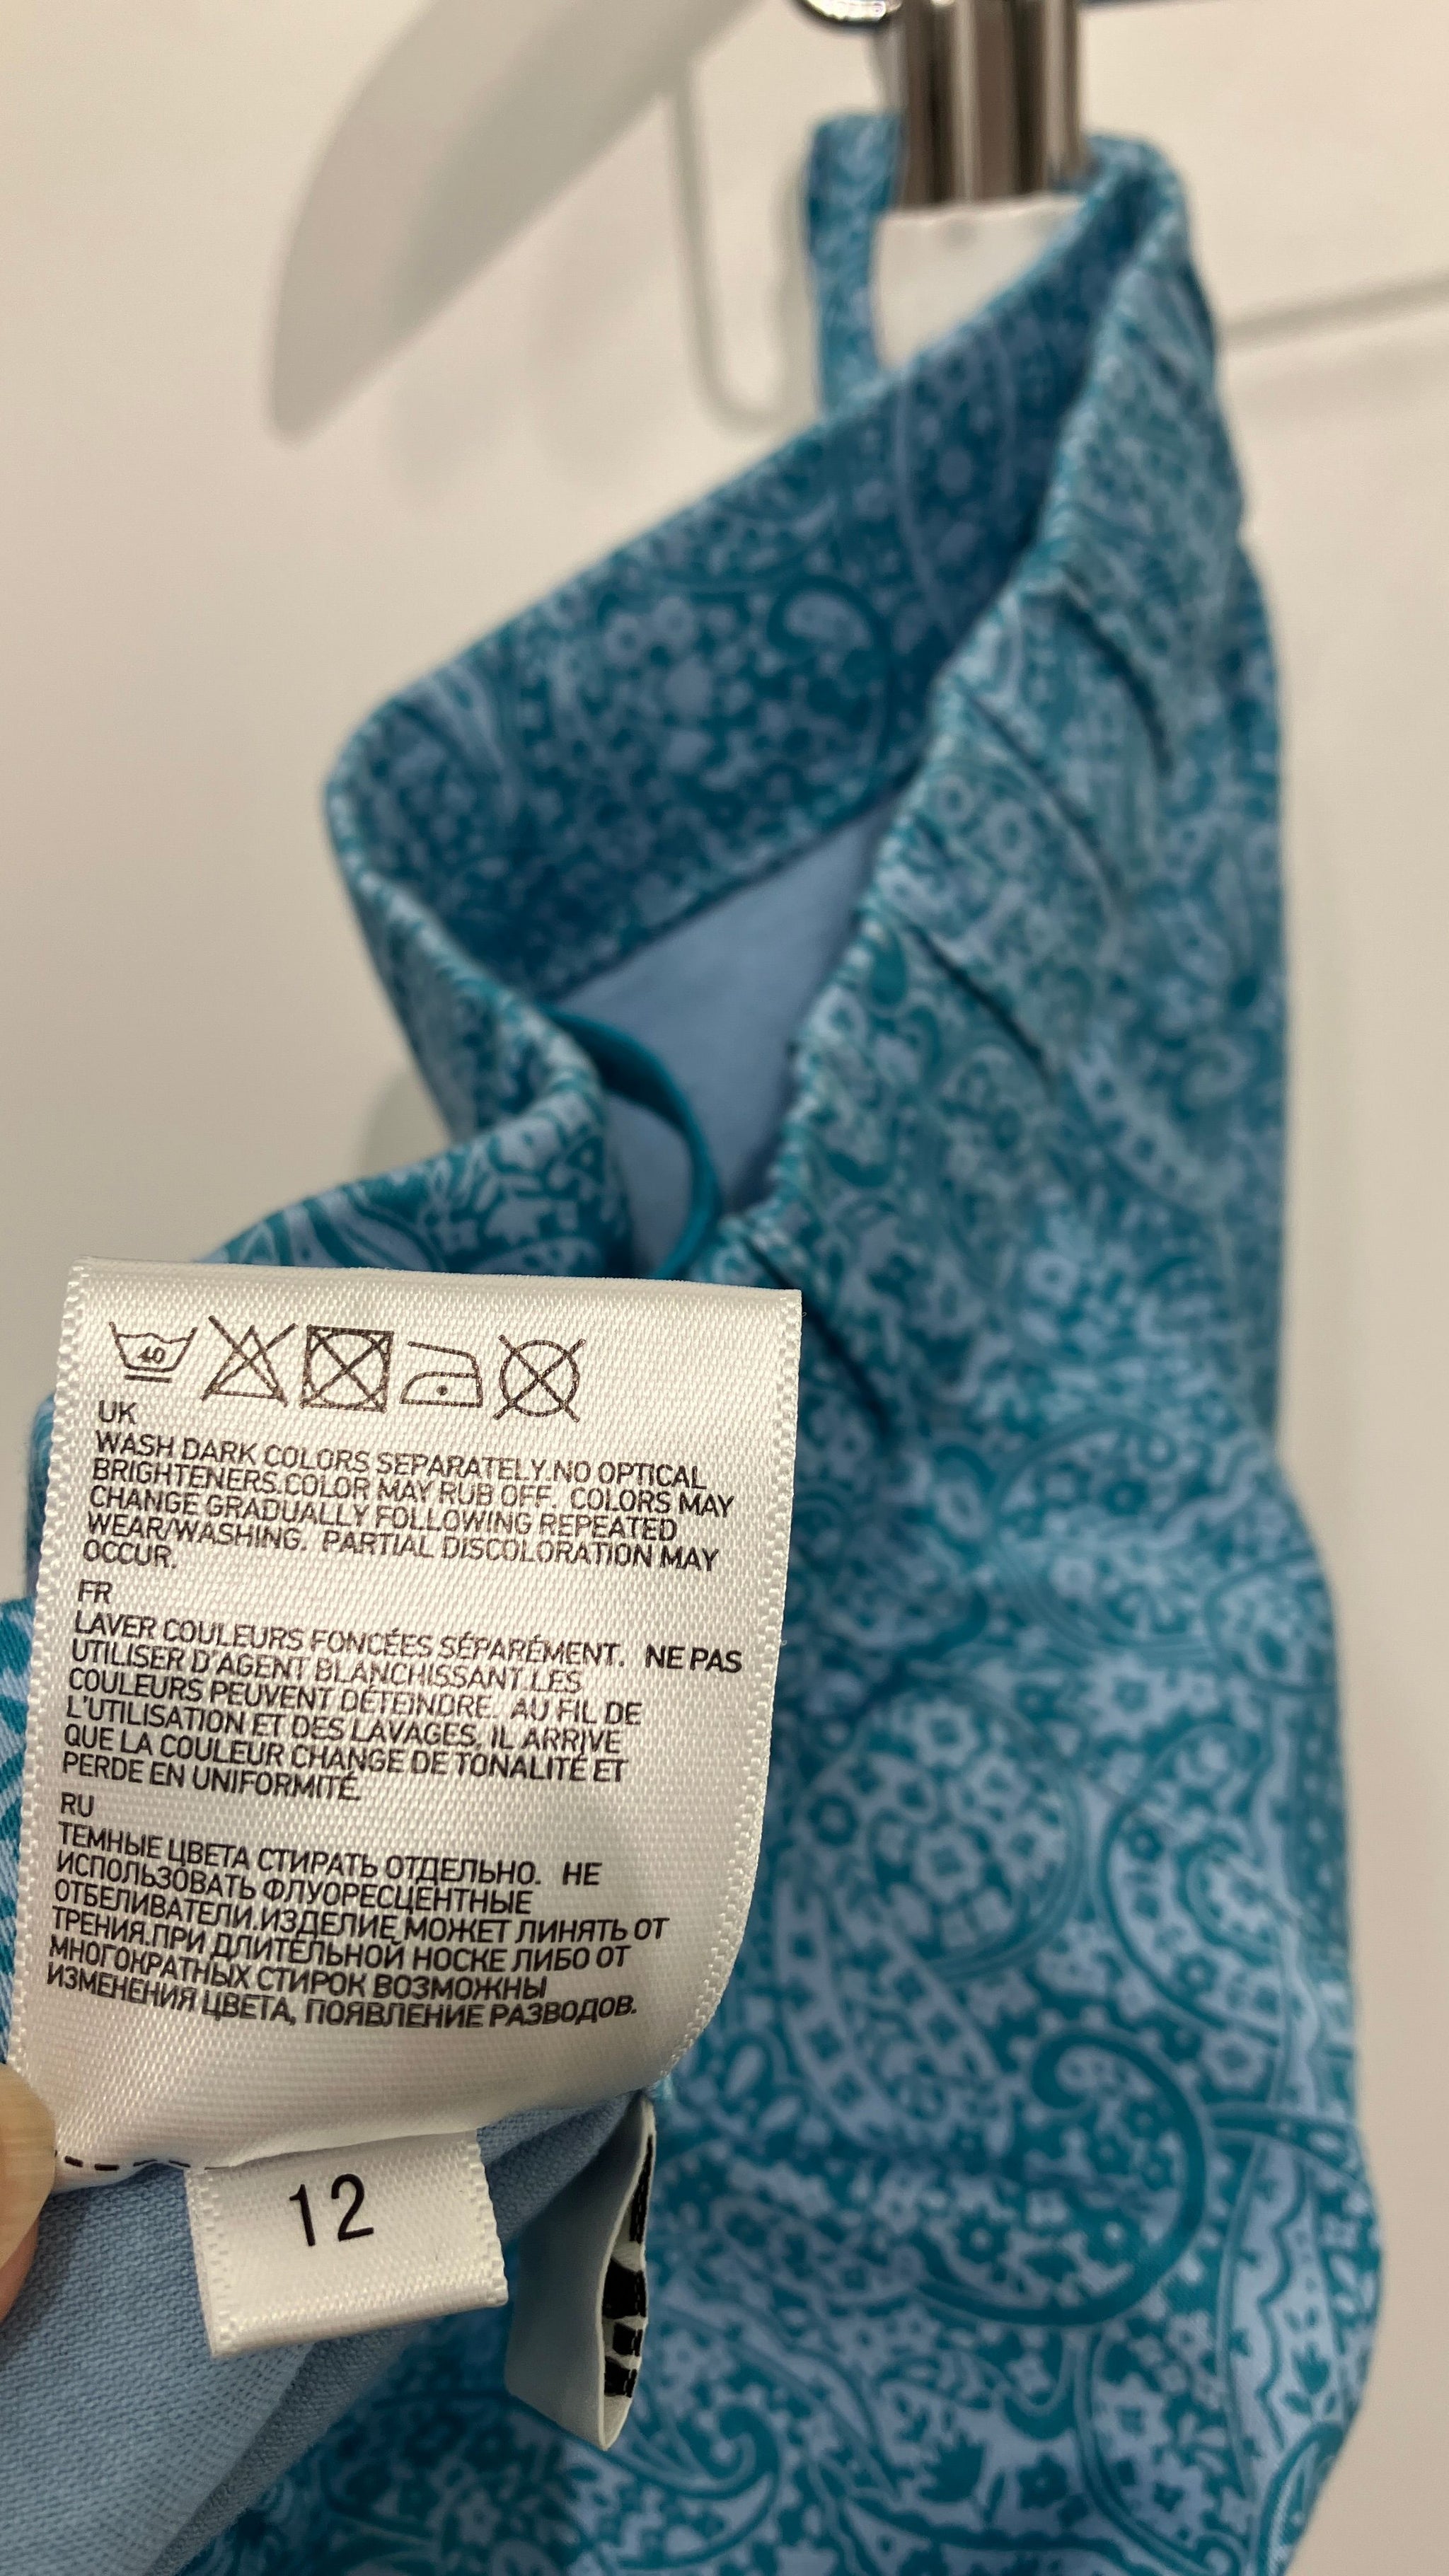 40
UK
WASH DARK COLORS SEPARATELY.NO OPTICAL
BRIGHTENERS.COLOR MAY RUB OFF. COLORS MAY
CHANGE GRADUALLY FOLLOWING REPEATED
WEAR/WASHING. PARTIAL DISCOLORATION MAY
OCCUR.
FR
LAVER COULEURS FONCÉES SÉPARÉMENT. NE PAS
UTILISER D'AGENT BLANCHISSANT.LES
COULEURS PEUVENT DÉTEINDRE. AU FIL DE
L'UTILISATION ET DES LAVAGES, IL ARRIVE
QUE LA COULEUR CHANGE DE TONALITÉ ET
PERDE EN UNIFORMITÉ.
RU
ТЕМНЫЕ ЦВЕТА СТИРАТЬ ОТДЕЛЬНО. НЕ
ИСПОЛЬЗОВАТЬ ФЛУОРЕСЦЕНТНЫЕ
ОТБЕЛИВАТЕЛИ.ИЗДЕЛИЕ МОЖЕТ ЛИНЯТЬ ОТ
ТРЕНИЯ.ПРИ ДЛИТЕЛЬНОЙ НОСКЕ ЛИБО ОТ
МНОГОКРАТНЫХ СТИРОК ВОЗМОЖНЫ
ИЗМЕНЕНИЯ ЦВЕТА, ПОЯВЛЕНИЕ РАЗВОДОВ.
12